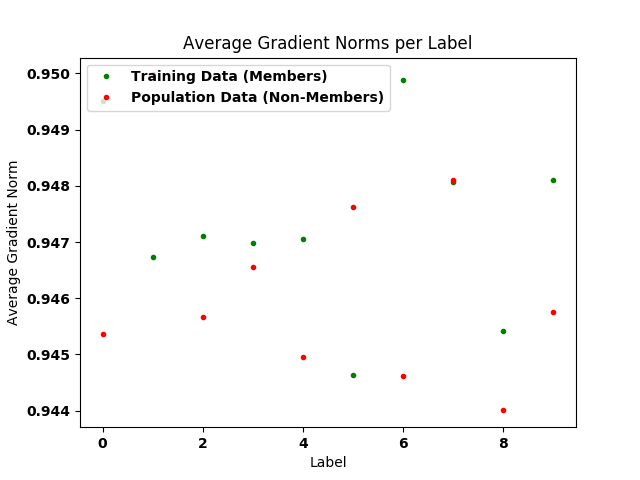 Average Gradient Norms per Label
Training Data (Members)
Population Data (Non-Members)
0.950
0.949
0.948
0.947
0.946
0.945
0.944
Average Gradient Norm
0 2 4 6 8
Label